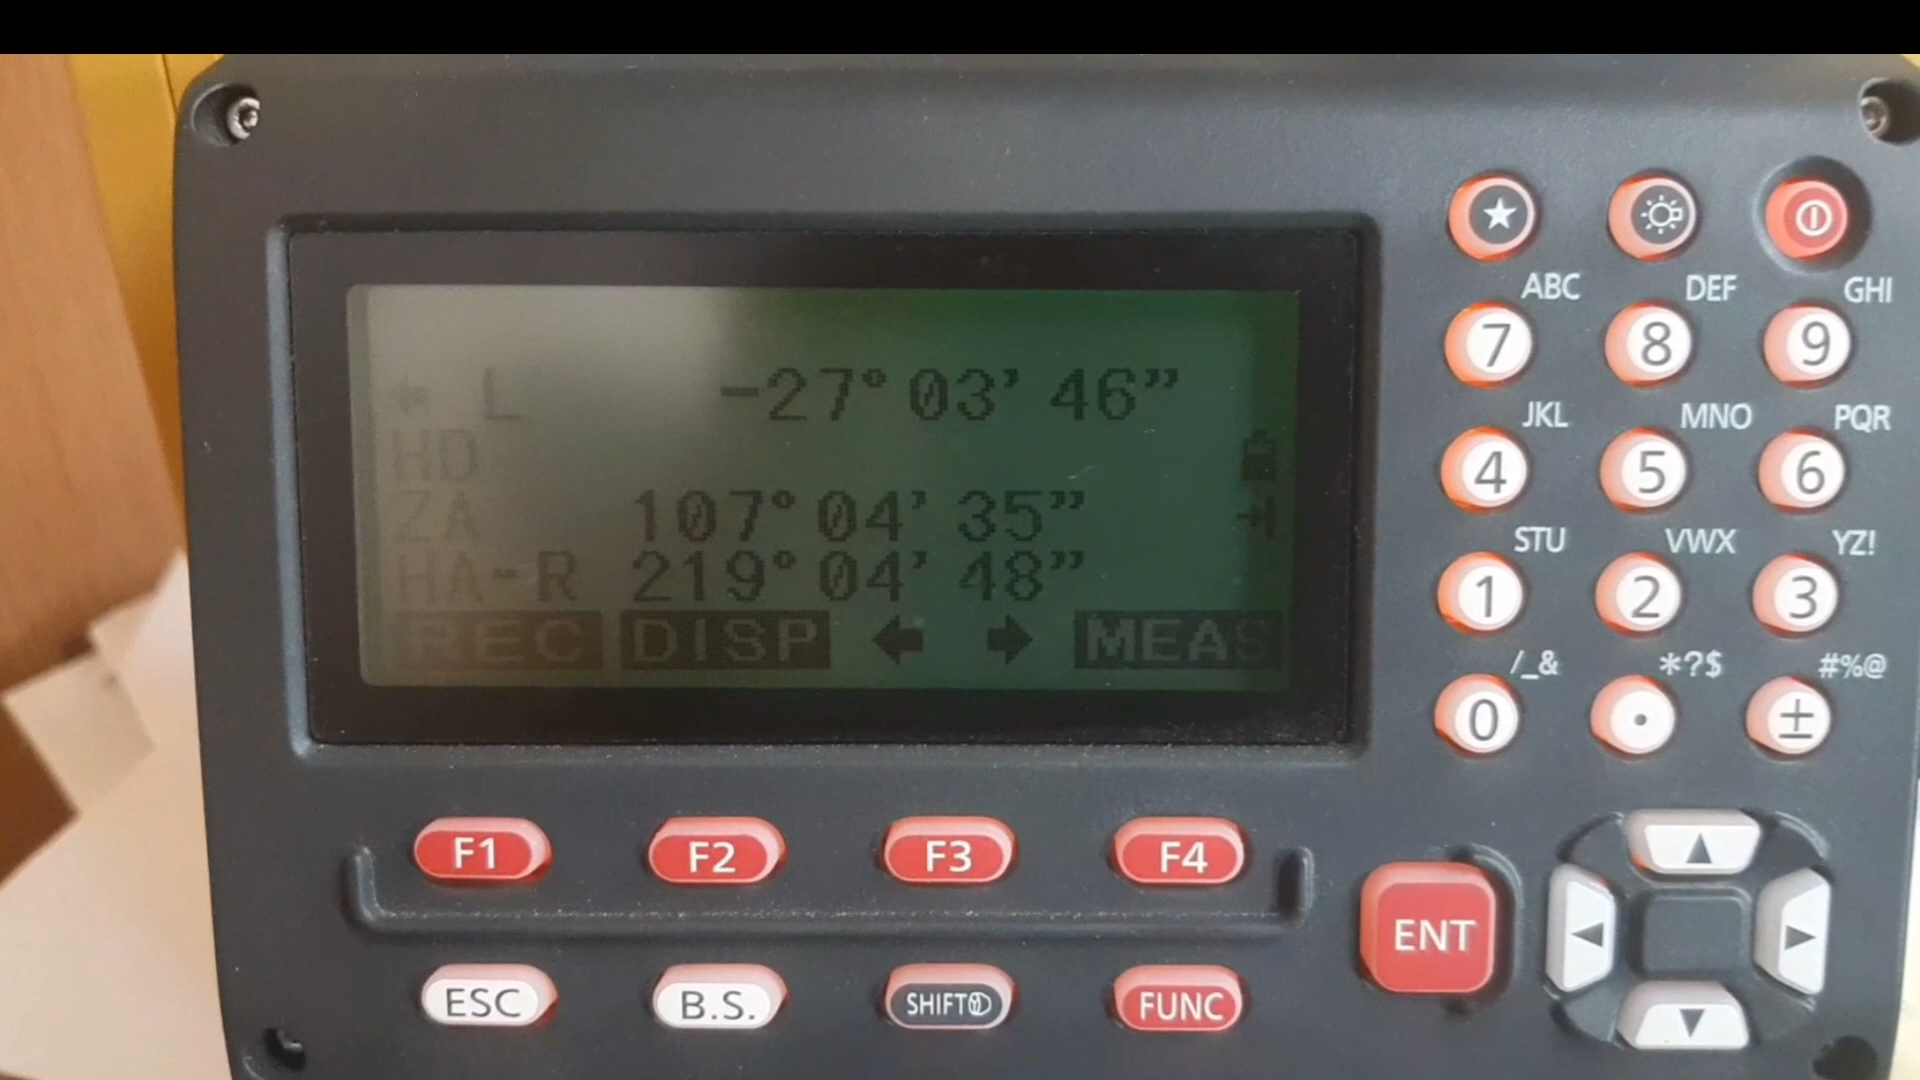 ← L -27° 03' 46"
HD
ZA 107° 04' 35"
HA-R 219° 04' 48"
REC DISP ← → MEAS
ABC DEF GHI
7 8 9
JKL MNO PQR
4 5 6
STU VWX YZ!
1 2 3
/_& *?$ #%@
0 . ±
F1 F2 F3 F4
ENT
ESC B.S. SHIFT FUNC